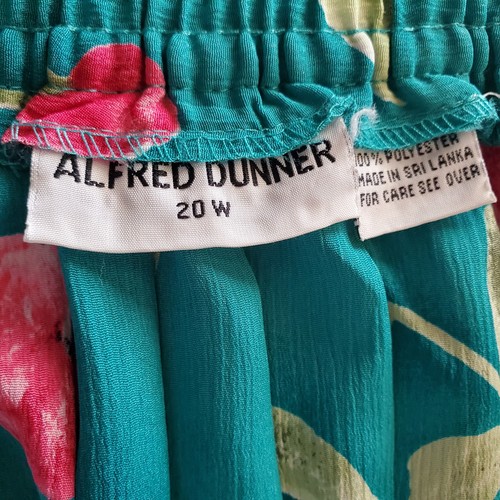 ALFRED DUNNER
20 W
100% POLYESTER
MADE IN SRI LANKA
FOR CARE SEE OVER